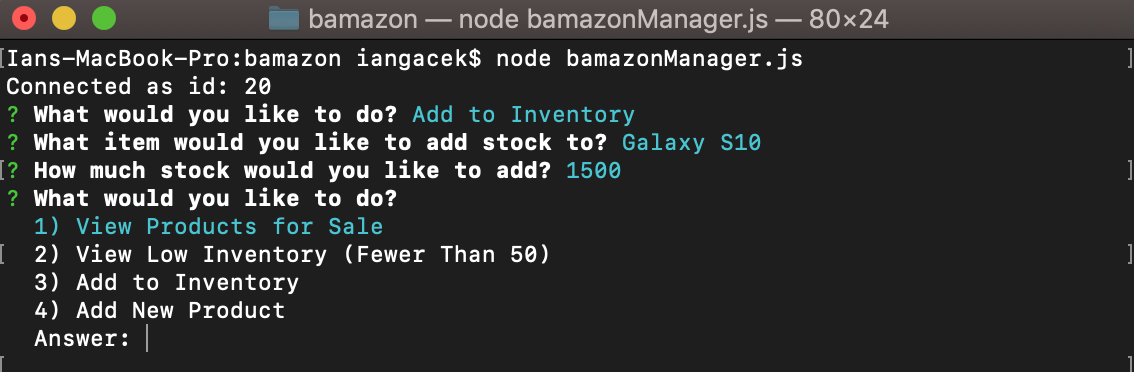 bamazon — node bamazonManager.js — 80×24
[Ians-MacBook-Pro:bamazon iangacek$ node bamazonManager.js ]
Connected as id: 20
? What would you like to do? Add to Inventory
? What item would you like to add stock to? Galaxy S10
[? How much stock would you like to add? 1500 ]
? What would you like to do?
1) View Products for Sale
[ 2) View Low Inventory (Fewer Than 50) ]
3) Add to Inventory
4) Add New Product
Answer:
[ ]